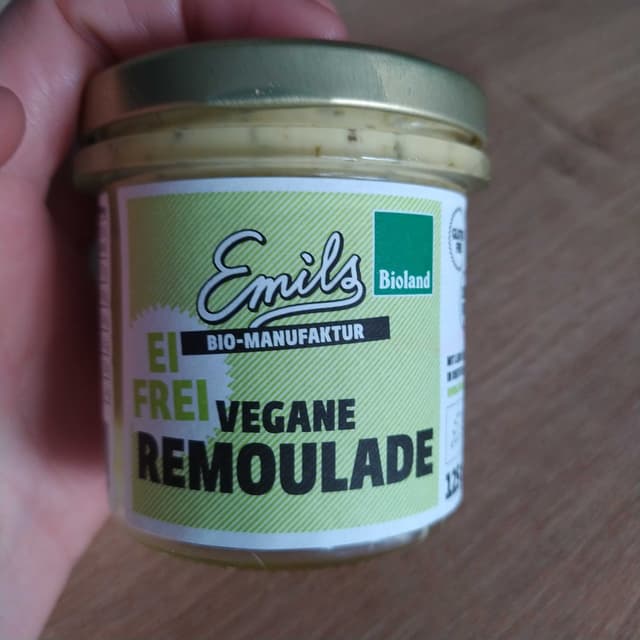 Emils
BIO-MANUFAKTUR
Bioland
EI
FREI
VEGANE
REMOULADE